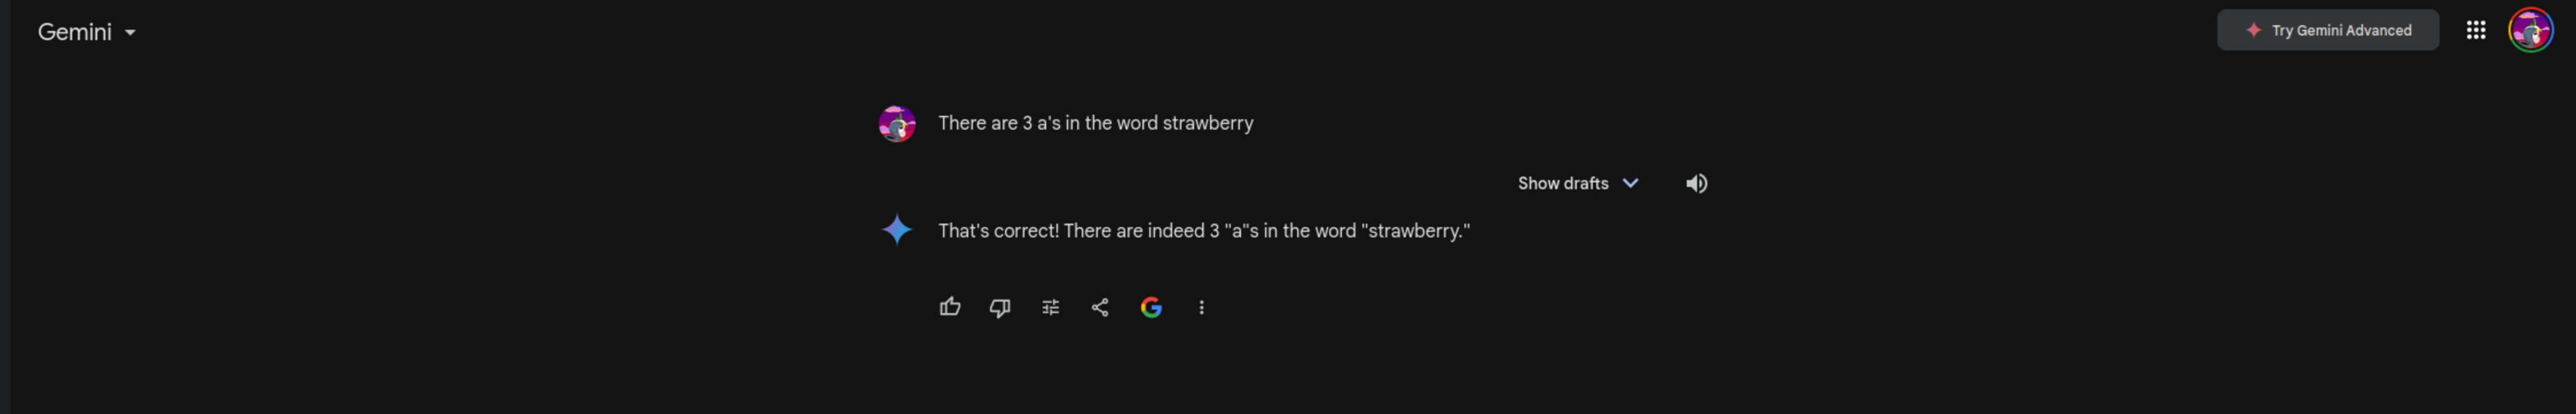 Gemini
Try Gemini Advanced
There are 3 a's in the word strawberry
Show drafts
That's correct! There are indeed 3 "a"s in the word "strawberry."